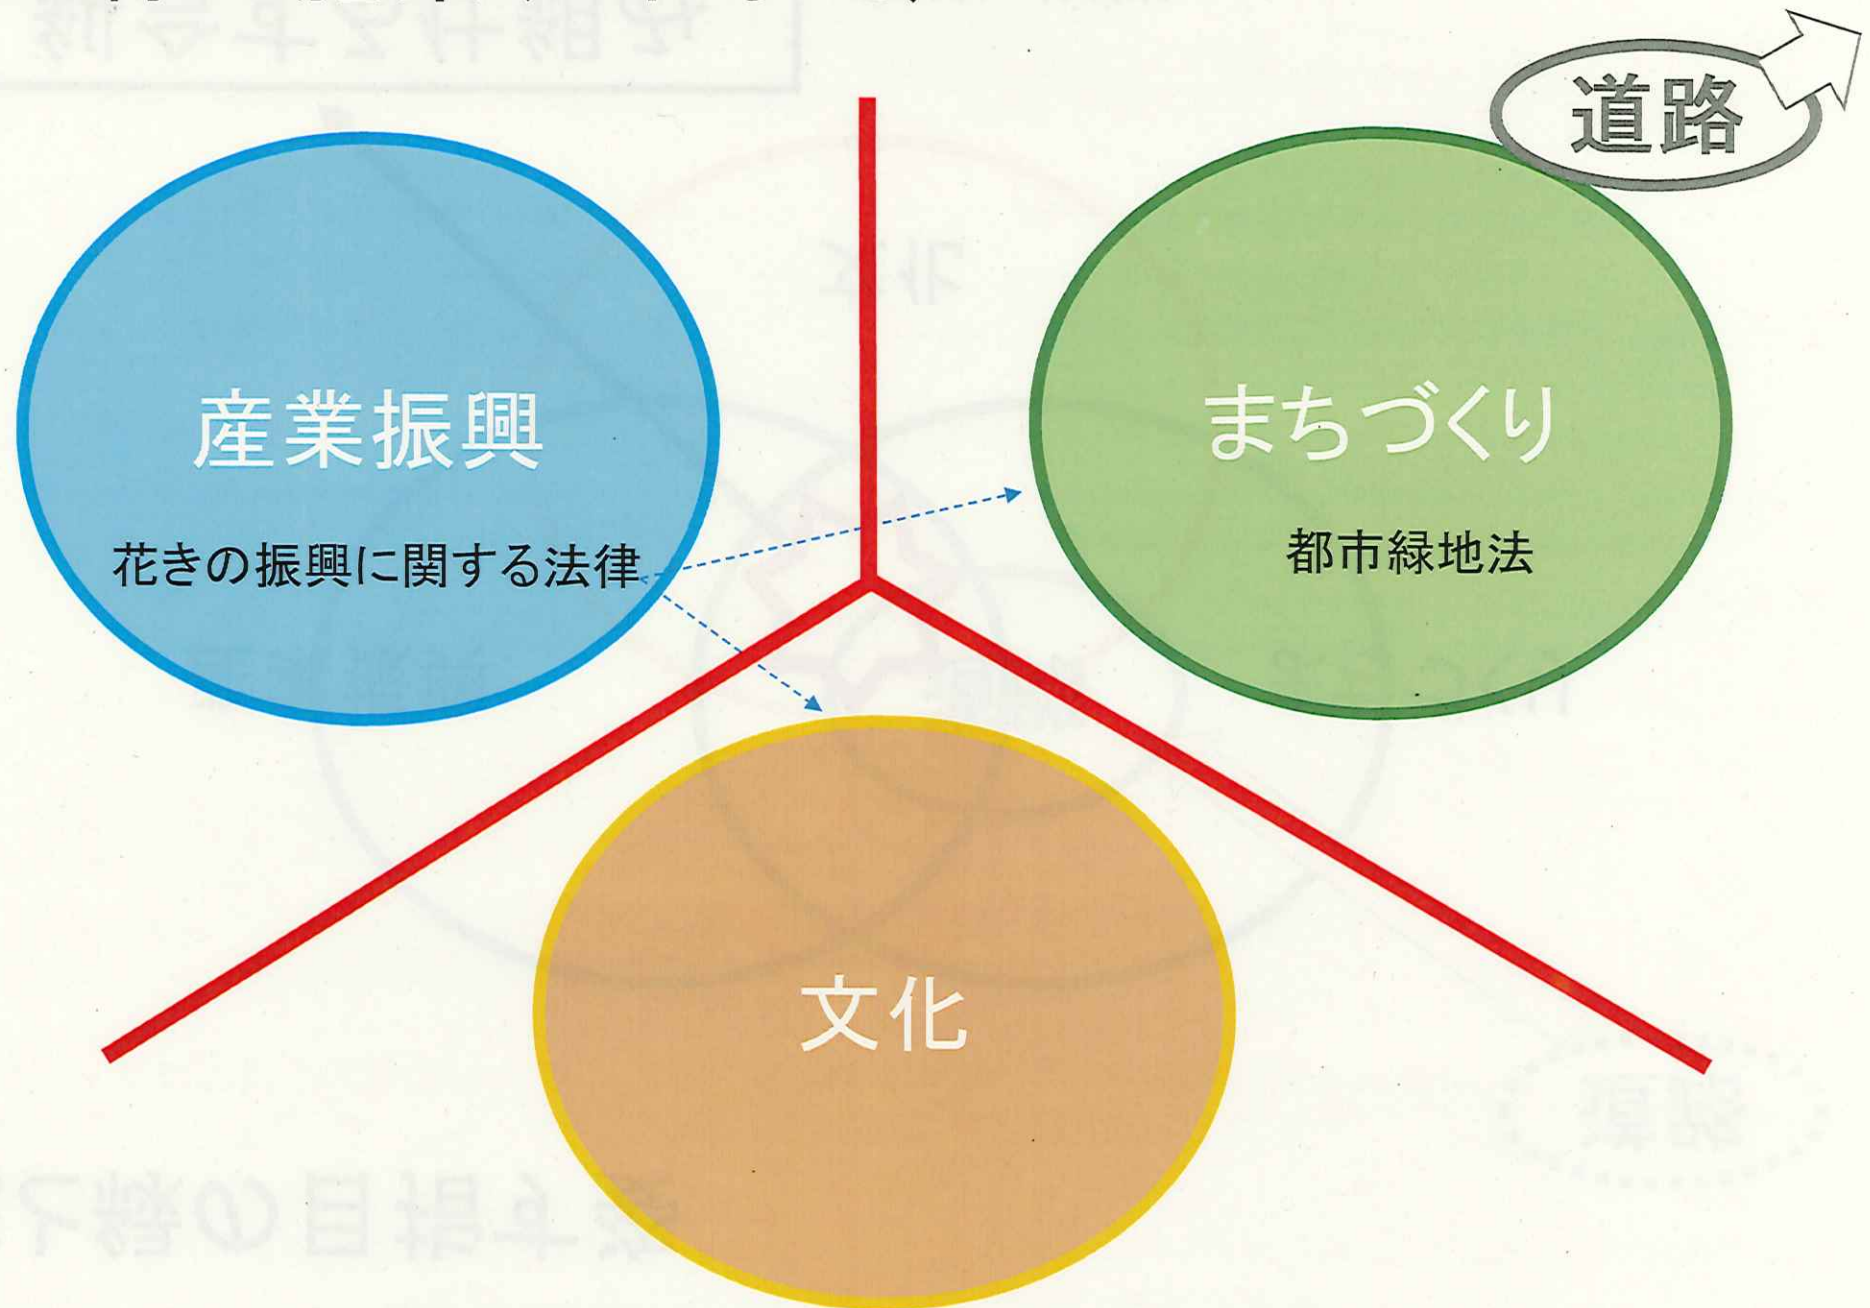 道路
産業振興
花きの振興に関する法律
まちづくり
都市緑地法
文化